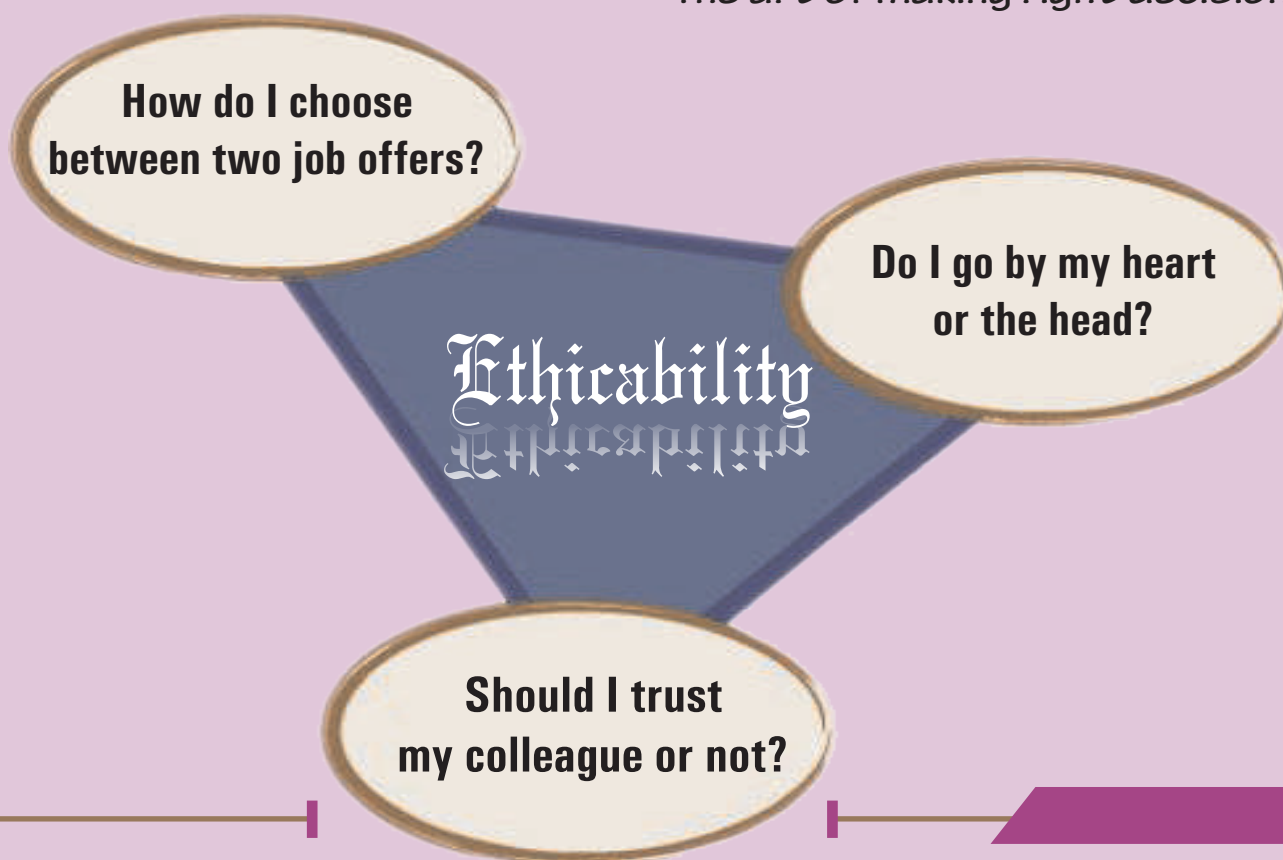 How do I choose
between two job offers?
Do I go by my heart
or the head?
Ethicability
Should I trust
my colleague or not?